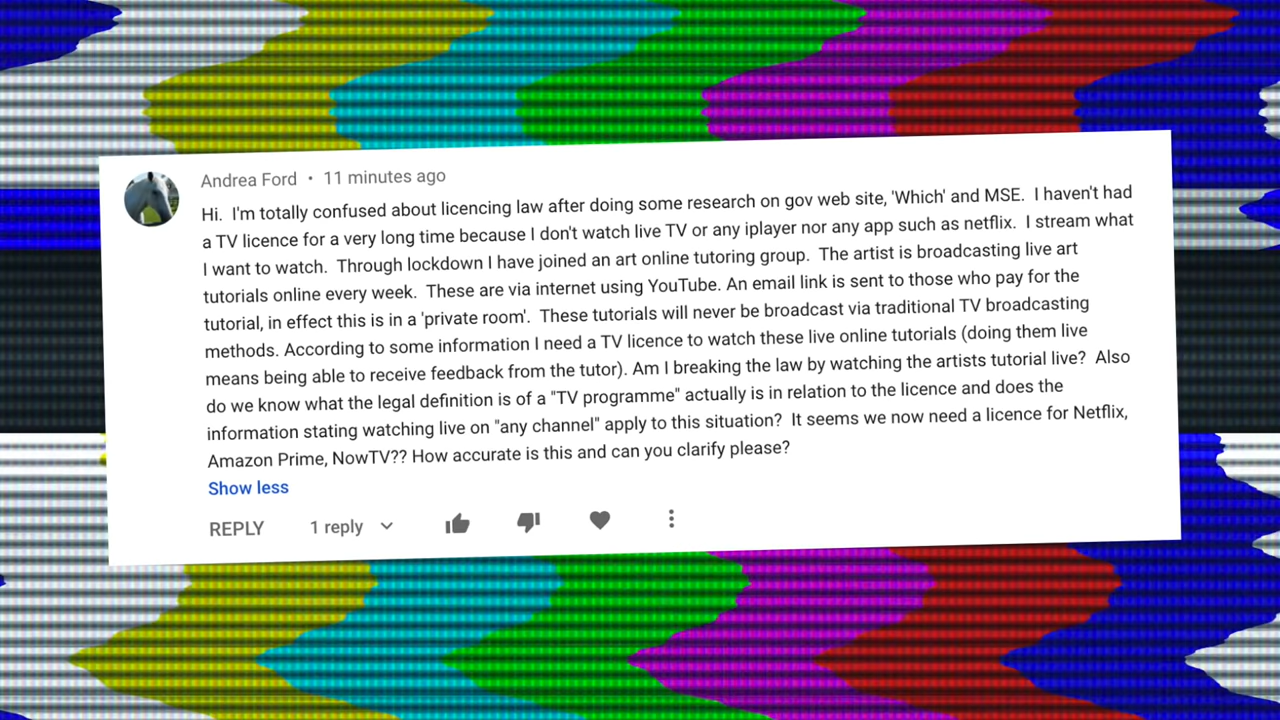 Andrea Ford • 11 minutes ago
Hi.  I'm totally confused about licencing law after doing some research on gov web site, 'Which' and MSE.  I haven't had
a TV licence for a very long time because I don't watch live TV or any iplayer nor any app such as netflix.  I stream what
I want to watch.  Through lockdown I have joined an art online tutoring group.  The artist is broadcasting live art
tutorials online every week.  These are via internet using YouTube. An email link is sent to those who pay for the
tutorial, in effect this is in a 'private room'.  These tutorials will never be broadcast via traditional TV broadcasting
methods. According to some information I need a TV licence to watch these live online tutorials (doing them live
means being able to receive feedback from the tutor). Am I breaking the law by watching the artists tutorial live?  Also
do we know what the legal definition is of a "TV programme" actually is in relation to the licence and does the
information stating watching live on "any channel" apply to this situation?  It seems we now need a licence for Netflix,
Amazon Prime, NowTV?? How accurate is this and can you clarify please?
Show less
REPLY 1 reply